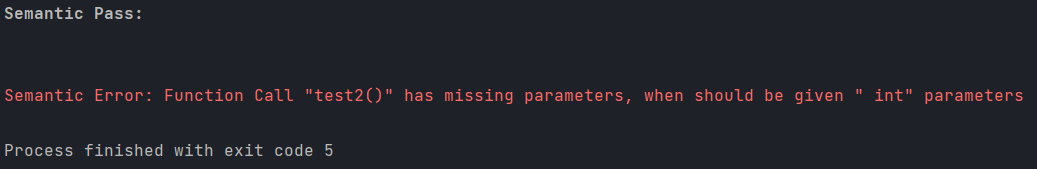 Semantic Pass:
Semantic Error: Function Call "test2()" has missing parameters, when should be given " int" parameters
Process finished with exit code 5